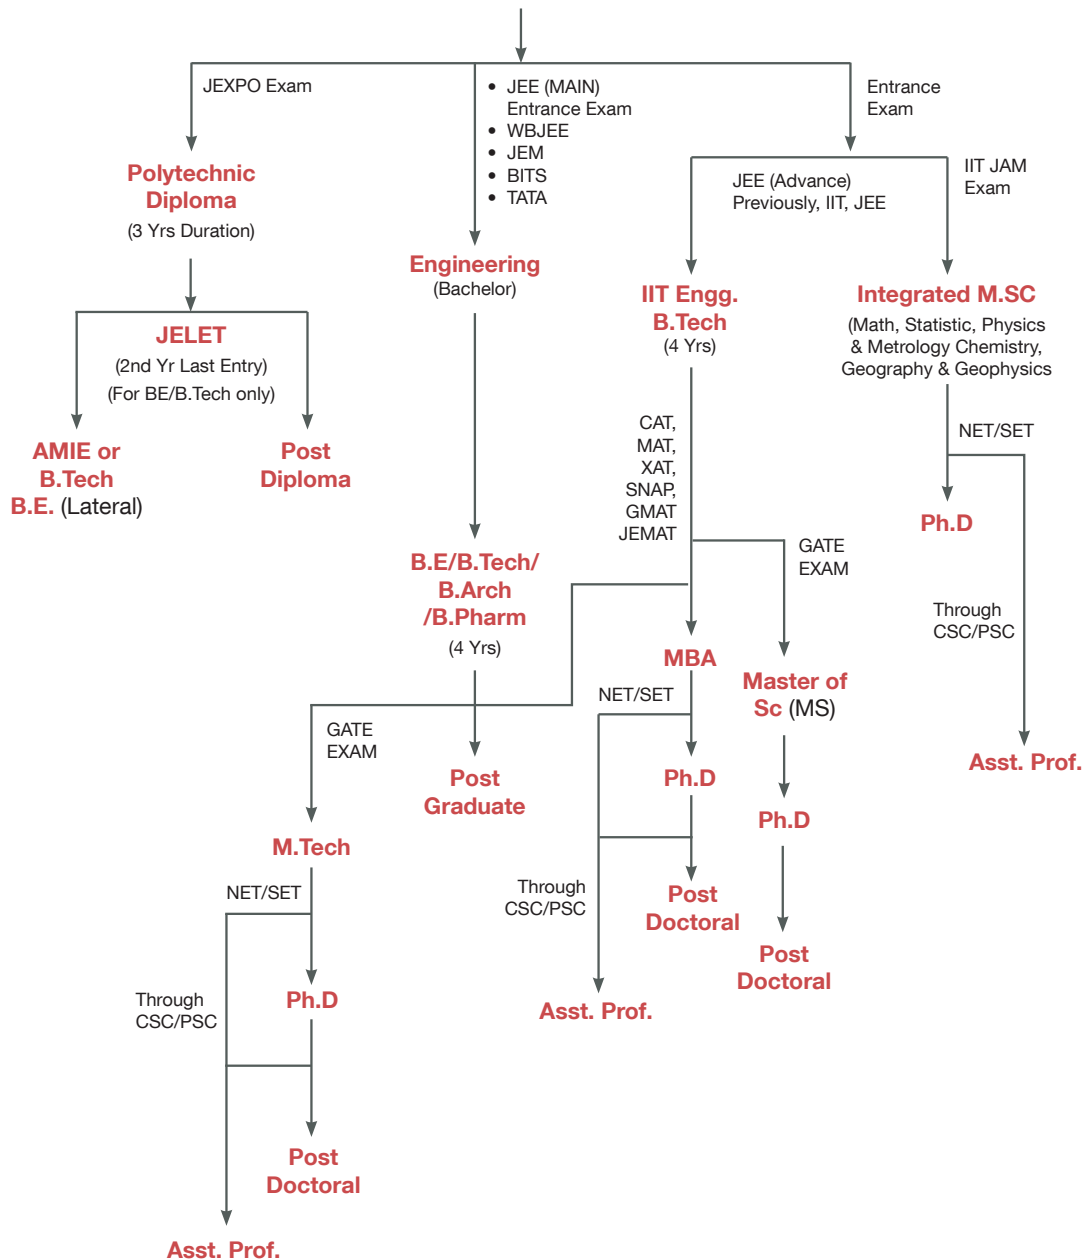 JEXPO Exam
• JEE (MAIN)
Entrance Exam
• WBJEE
• JEM
• BITS
• TATA
Entrance
Exam
Polytechnic
Diploma
(3 Yrs Duration)
JEE (Advance)
Previously, IIT, JEE
IIT JAM
Exam
Engineering
(Bachelor)
IIT Engg.
B.Tech
(4 Yrs)
Integrated M.SC
(Math, Statistic, Physics
& Metrology Chemistry,
Geography & Geophysics
JELET
(2nd Yr Last Entry)
(For BE/B.Tech only)
AMIE or
B.Tech
B.E. (Lateral)
Post
Diploma
CAT,
MAT,
XAT,
SNAP,
GMAT
JEMAT
NET/SET
Ph.D
GATE
EXAM
B.E/B.Tech/
B.Arch
/B.Pharm
(4 Yrs)
Through
CSC/PSC
MBA
Master of
Sc (MS)
NET/SET
GATE
EXAM
Post
Graduate
Ph.D
Asst. Prof.
Ph.D
M.Tech
NET/SET
Through
CSC/PSC
Post
Doctoral
Post
Doctoral
Asst. Prof.
Through
CSC/PSC
Ph.D
Post
Doctoral
Asst. Prof.